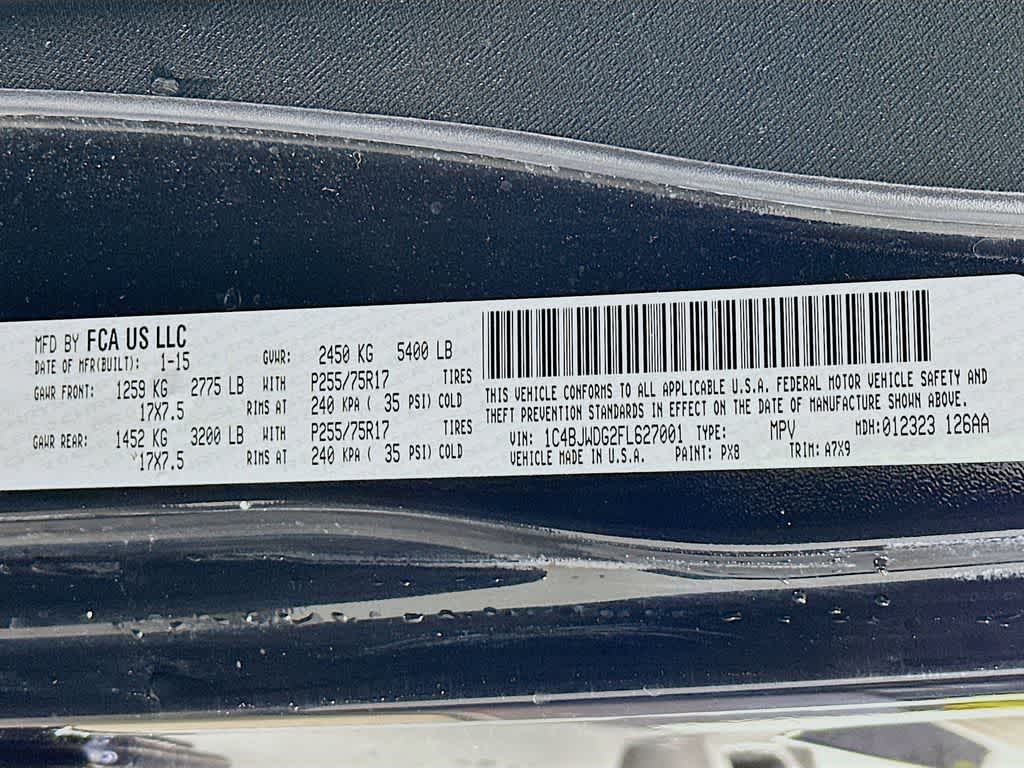 MFD BY FCA US LLC
DATE OF MFR(BUILT): 1-15 GVWR: 2450 KG 5400 LB
GAWR FRONT: 1259 KG 2775 LB WITH P255/75R17 TIRES
17X7.5 RIMS AT 240 KPA ( 35 PSI) COLD
GAWR REAR: 1452 KG 3200 LB WITH P255/75R17 TIRES
17X7.5 RIMS AT 240 KPA ( 35 PSI) COLD
THIS VEHICLE CONFORMS TO ALL APPLICABLE U.S.A. FEDERAL MOTOR VEHICLE SAFETY AND
THEFT PREVENTION STANDARDS IN EFFECT ON THE DATE OF MANUFACTURE SHOWN ABOVE.
VIN: 1C4BJWDG2FL627001 TYPE: MPV MDH:012323 126AA
VEHICLE MADE IN U.S.A. PAINT: PX8 TRIM: A7X9